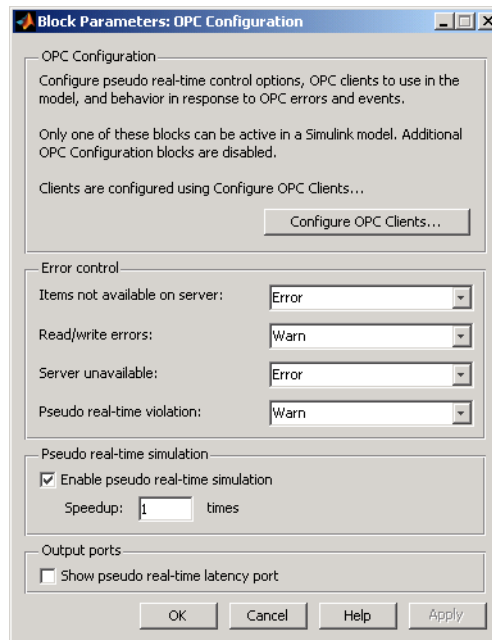 Block Parameters: OPC Configuration
OPC Configuration
Configure pseudo real-time control options, OPC clients to use in the
model, and behavior in response to OPC errors and events.
Only one of these blocks can be active in a Simulink model. Additional
OPC Configuration blocks are disabled.
Clients are configured using Configure OPC Clients...
Configure OPC Clients...
Error control
Items not available on server: Error
Read/write errors: Warn
Server unavailable: Error
Pseudo real-time violation: Warn
Pseudo real-time simulation
Enable pseudo real-time simulation
Speedup: 1 times
Output ports
Show pseudo real-time latency port
OK Cancel Help Apply